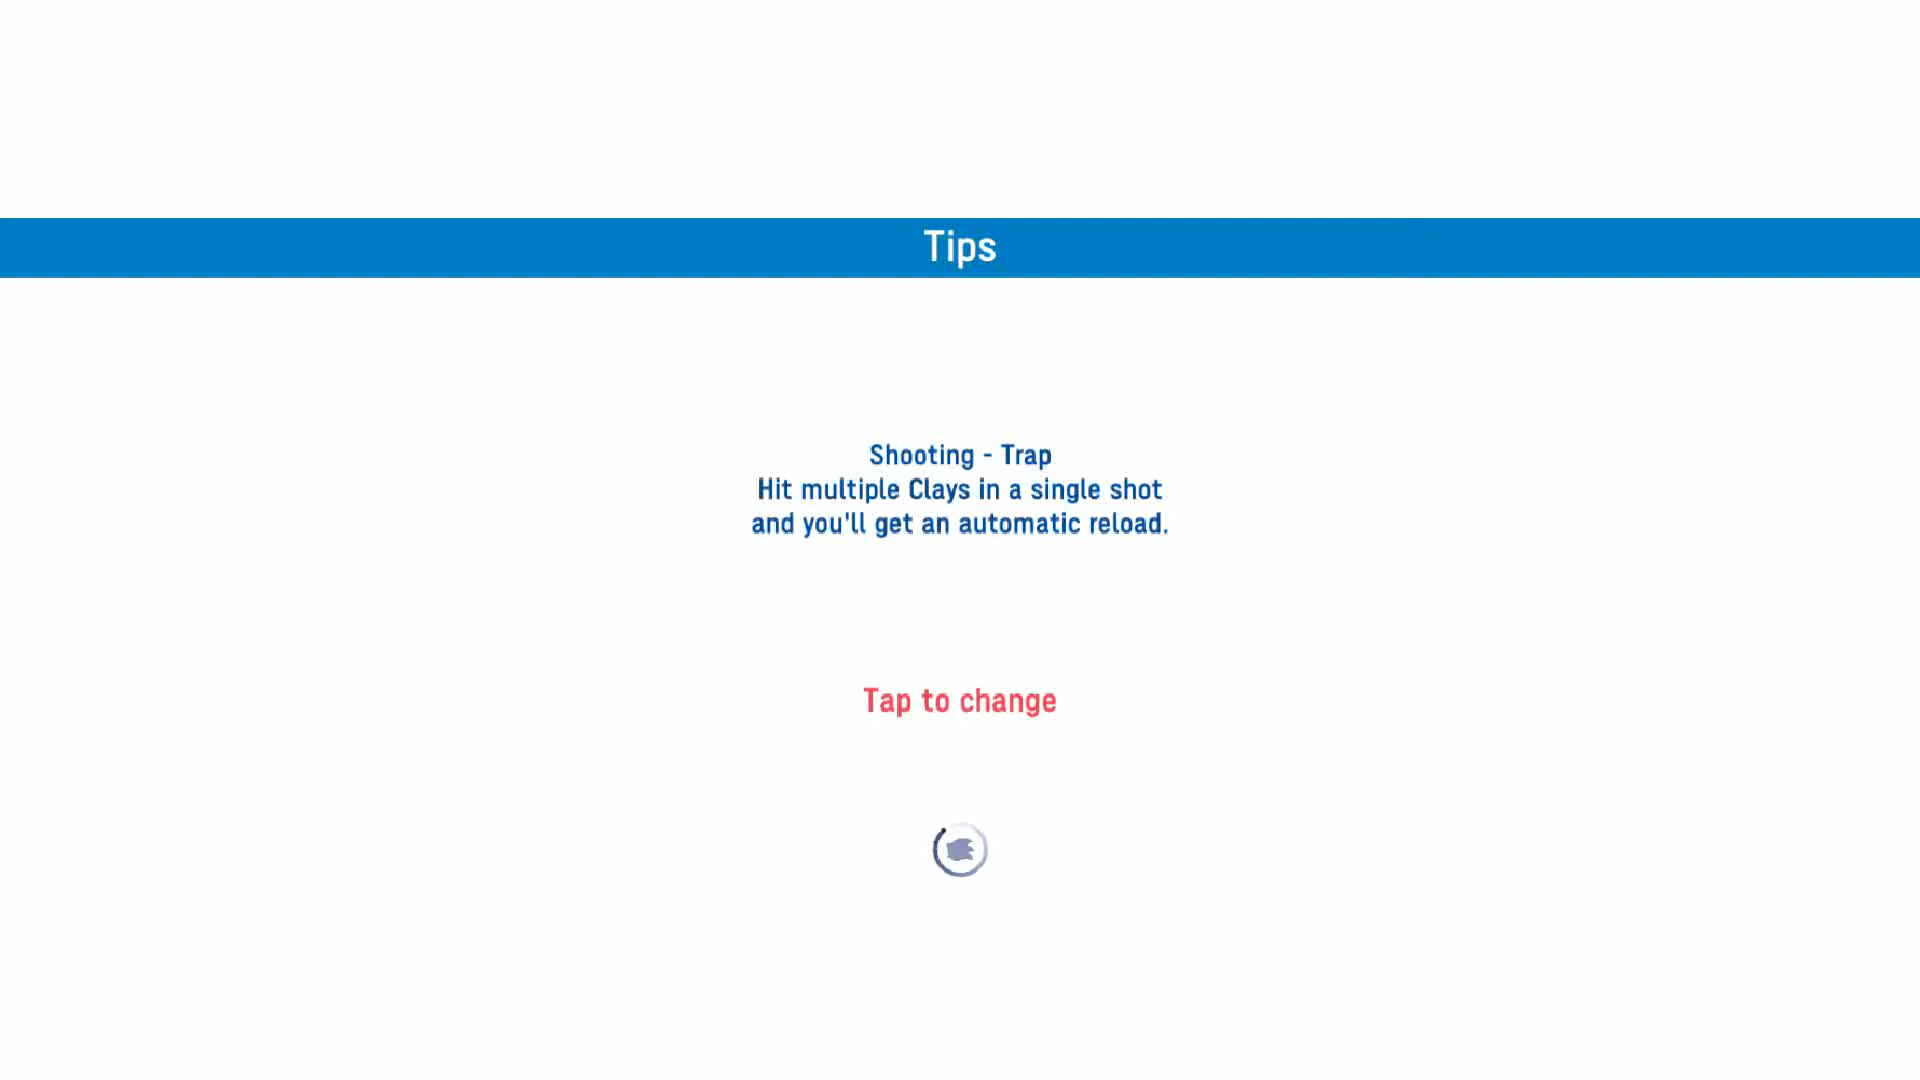 Tips
Shooting - Trap
Hit multiple Clays in a single shot
and you'll get an automatic reload.
Tap to change